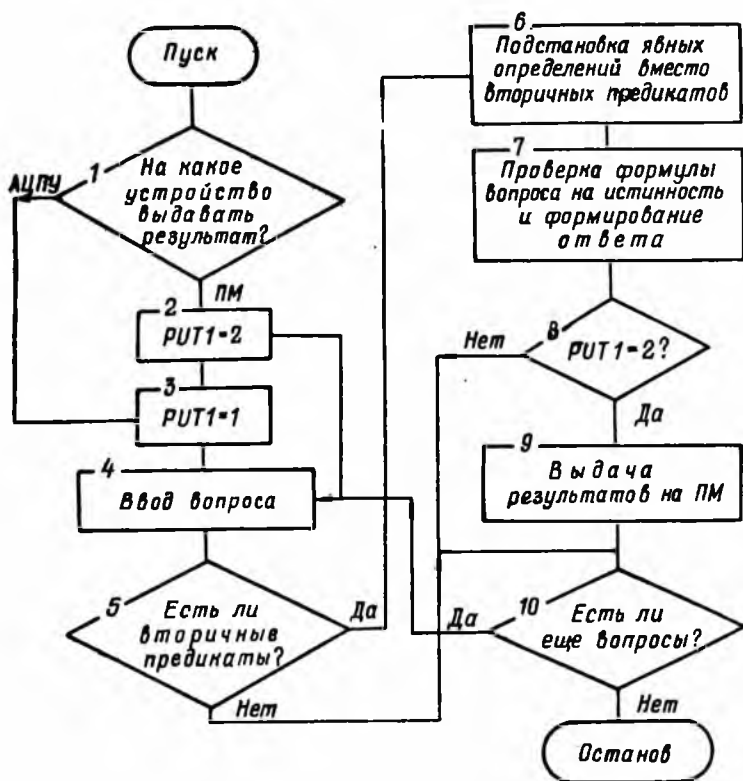 Пуск
1
На какое
устройство
выдавать
результат?
АЦПУ
ПМ
2
PUT1=2
3
PUT1=1
4
Ввод вопроса
5
Есть ли
вторичные
предикаты?
Да
Нет
6
Подстановка явных
определений вместо
вторичных предикатов
7
Проверка формулы
вопроса на истинность
и формирование
ответа
8
PUT1=2?
Нет
Да
9
Выдача
результатов на ПМ
10
Есть ли
еще вопросы?
Да
Нет
Останов